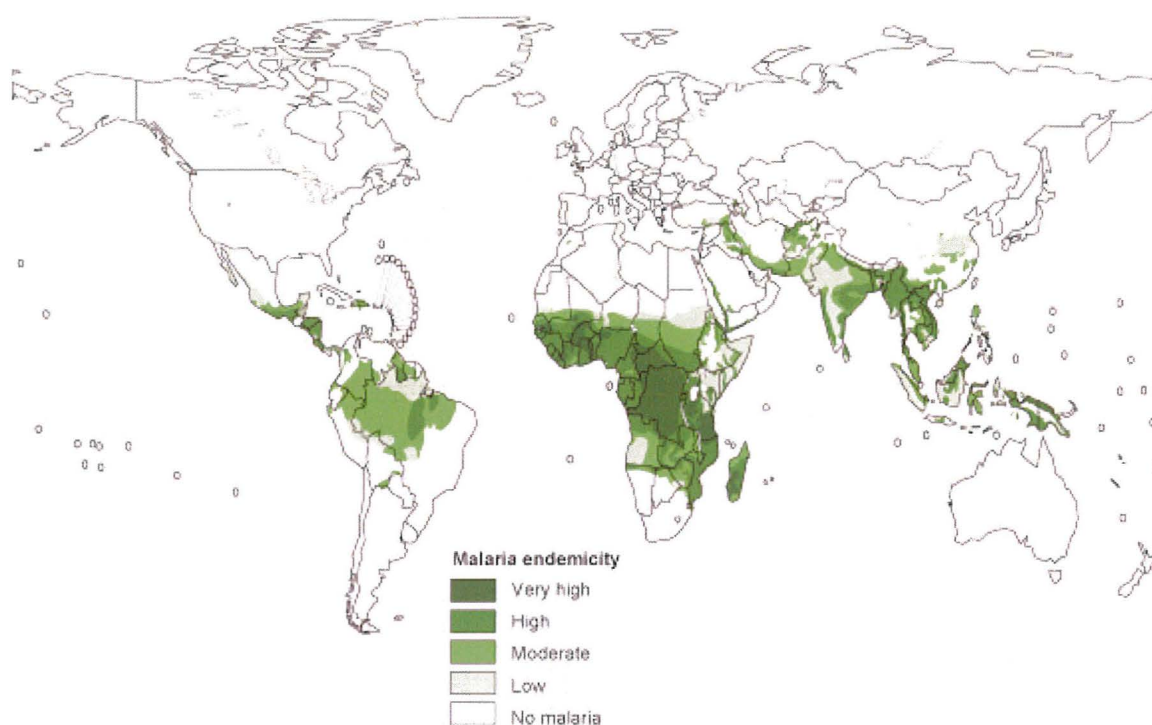 Malaria endemicity
Very high
High
Moderate
Low
No malaria